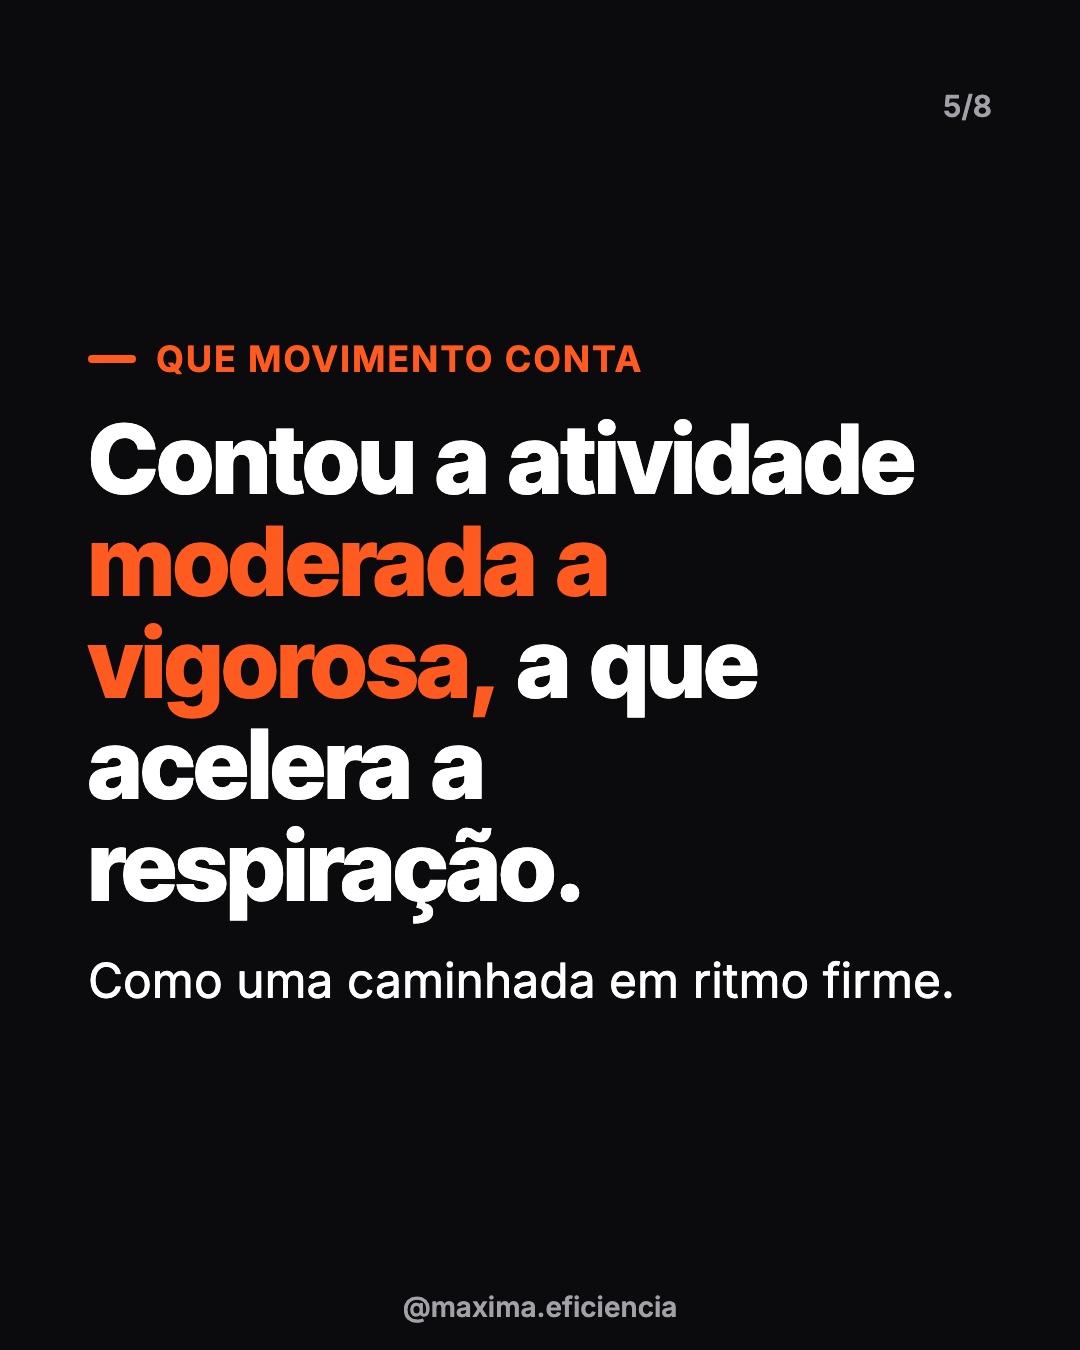 5/8
QUE MOVIMENTO CONTA
Contou a atividade
moderada a
vigorosa, a que
acelera a
respiração.
Como uma caminhada em ritmo firme.
@maxima.eficiencia